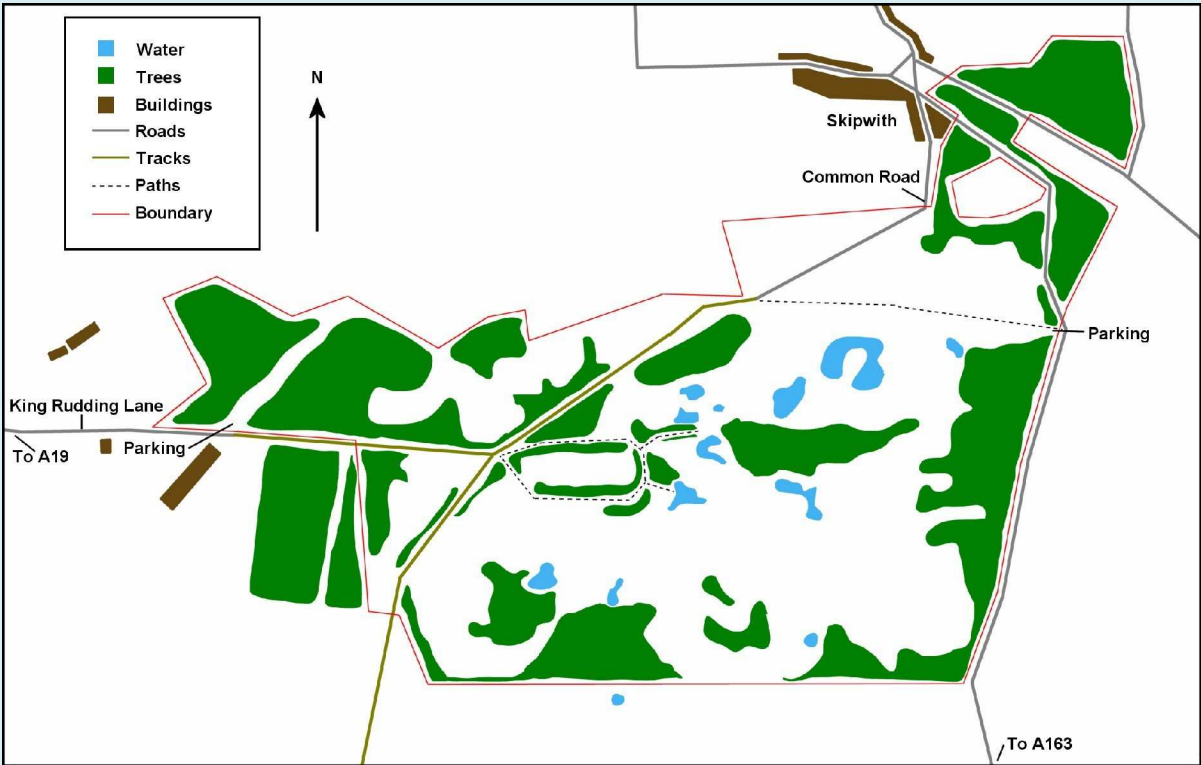 Water
Trees
Buildings
Roads
Tracks
Paths
Boundary
N
Skipwith
Common Road
Parking
King Rudding Lane
To A19
Parking
To A163